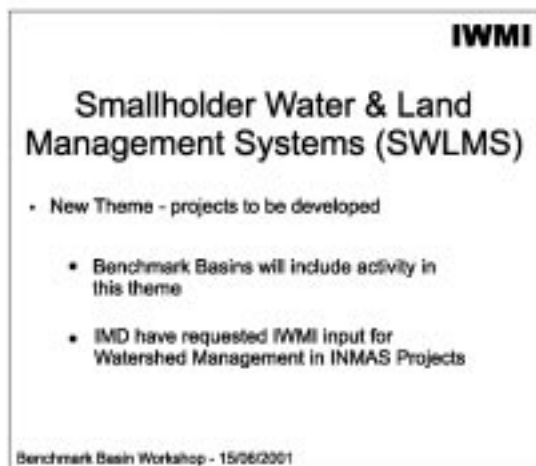 IWMI
Smallholder Water & Land
Management Systems (SWLMS)
• New Theme - projects to be developed
• Benchmark Basins will include activity in
this theme
• IMD have requested IWMI input for
Watershed Management in INMAS Projects
Benchmark Basin Workshop - 15/06/2001